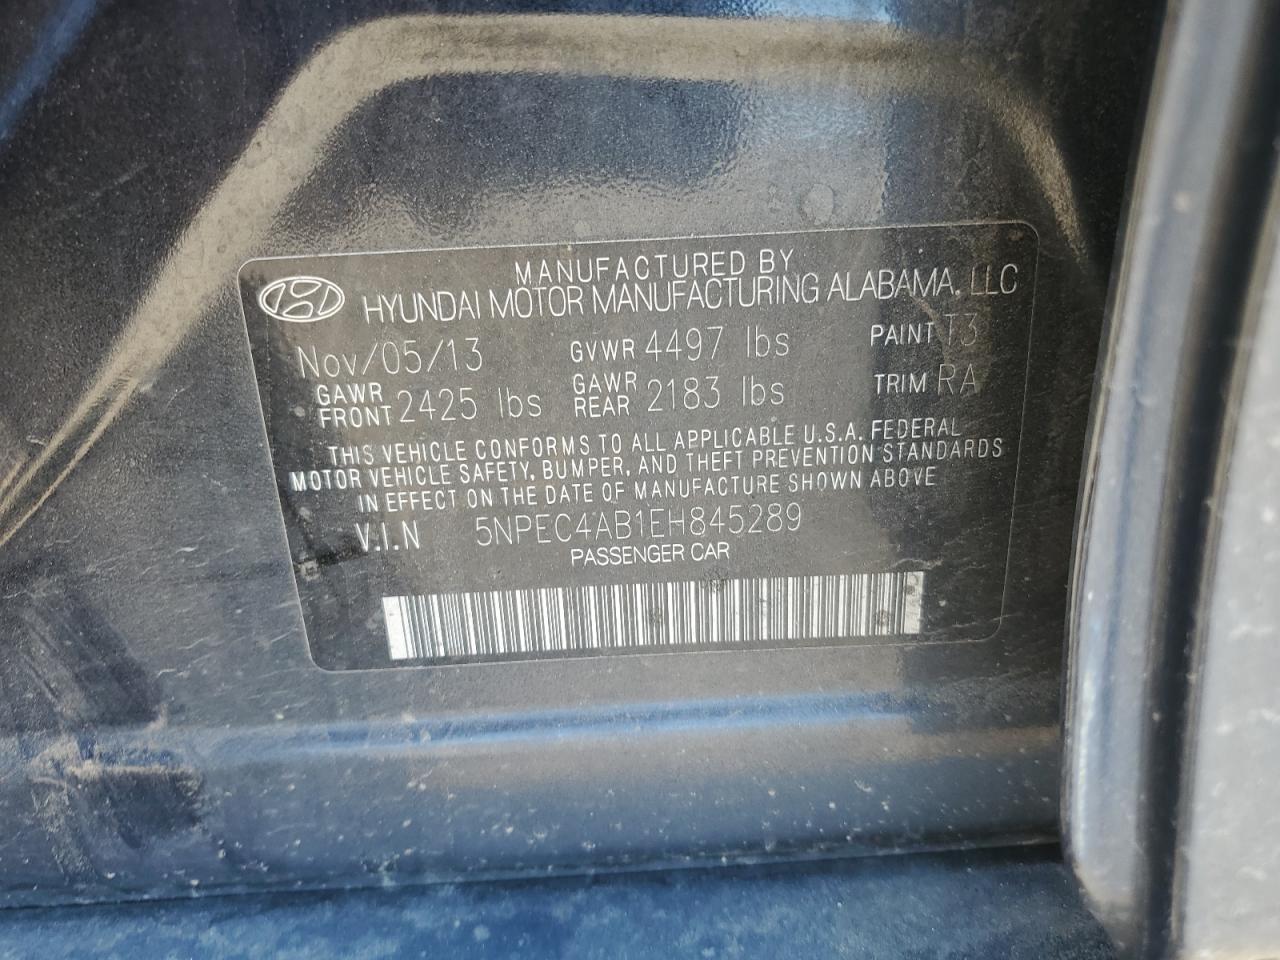 MANUFACTURED BY
HYUNDAI MOTOR MANUFACTURING ALABAMA, LLC
Nov/05/13 GVWR 4497 lbs PAINT T3
GAWR FRONT 2425 lbs GAWR REAR 2183 lbs TRIM RA
THIS VEHICLE CONFORMS TO ALL APPLICABLE U.S.A. FEDERAL
MOTOR VEHICLE SAFETY, BUMPER, AND THEFT PREVENTION STANDARDS
IN EFFECT ON THE DATE OF MANUFACTURE SHOWN ABOVE
V.I.N 5NPEC4AB1EH845289
PASSENGER CAR